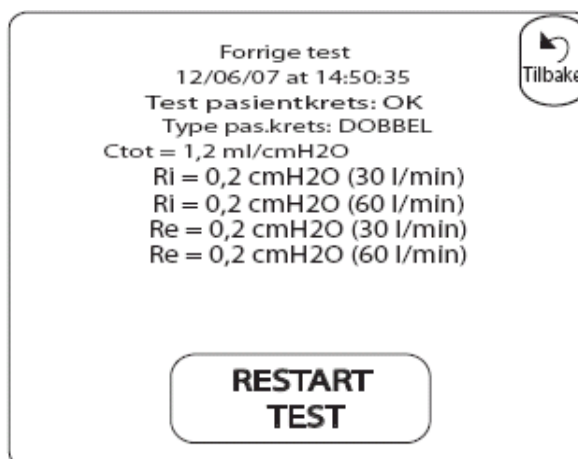 Forrige test
12/06/07 at 14:50:35
Tilbake
Test pasientkrets: OK
Type pas.krets: DOBBEL
Ctot = 1,2 ml/cmH2O
Ri = 0,2 cmH2O (30 l/min)
Ri = 0,2 cmH2O (60 l/min)
Re = 0,2 cmH2O (30 l/min)
Re = 0,2 cmH2O (60 l/min)
RESTART
TEST